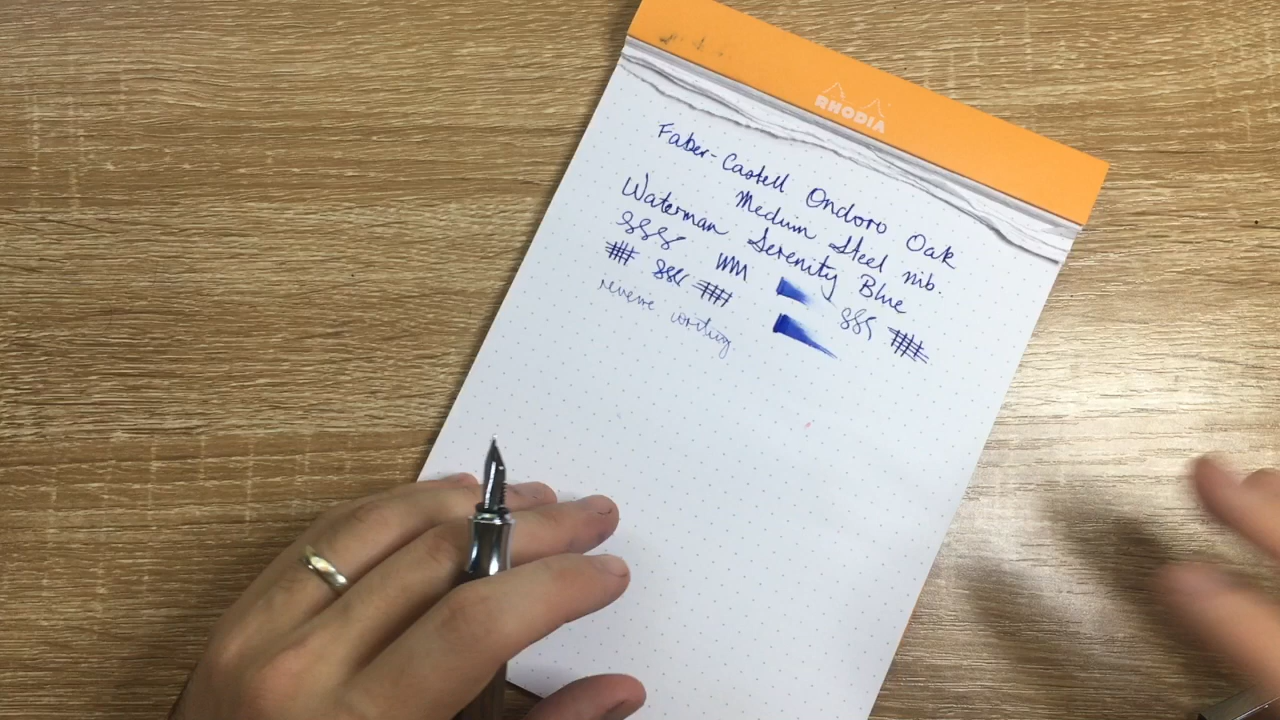 RHODIA
Faber-Castell Ondoro Oak
Medium Steel nib.
Waterman Serenity Blue
reverse writing